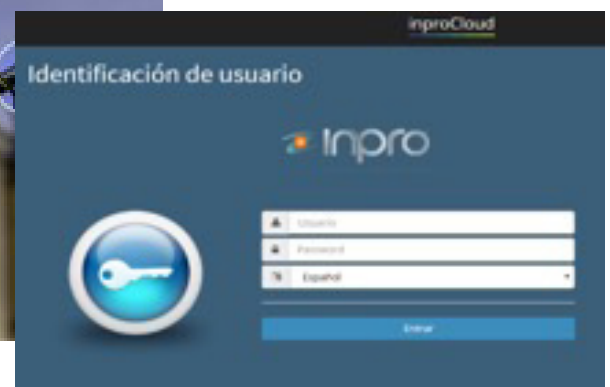 inproCloud
Identificación de usuario
Inpro
Usuario
Password
Español
Entrar